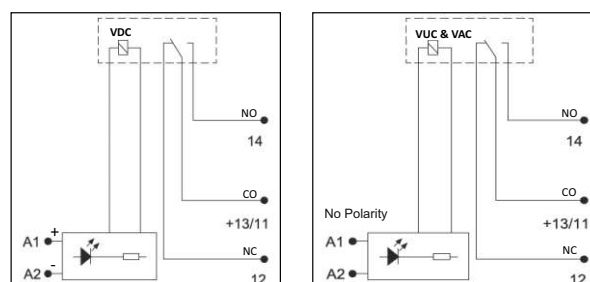 VDC
NO
14
CO
+13/11
A1 +
A2 -
NC
12
VUC & VAC
NO
14
CO
+13/11
No Polarity
A1
A2
NC
12